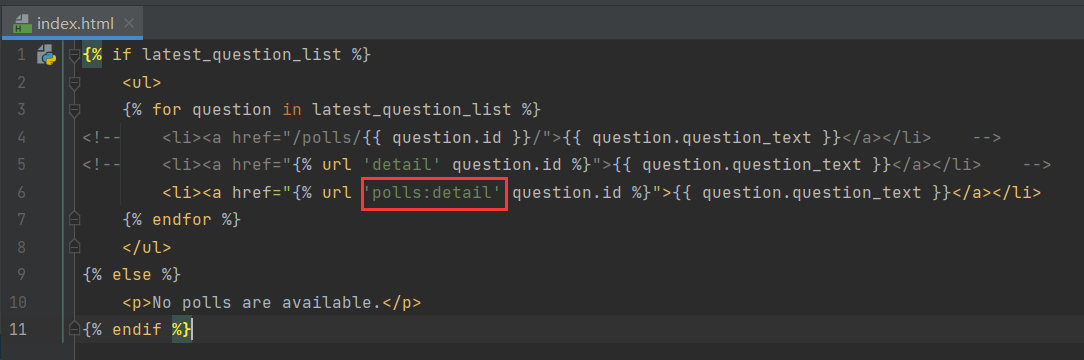 index.html
1 {% if latest_question_list %}
2 <ul>
3 {% for question in latest_question_list %}
4 <!-- <li><a href="/polls/{{ question.id }}/">{{ question.question_text }}</a></li> -->
5 <!-- <li><a href="{% url 'detail' question.id %}">{{ question.question_text }}</a></li> -->
6 <li><a href="{% url 'polls:detail' question.id %}">{{ question.question_text }}</a></li>
7 {% endfor %}
8 </ul>
9 {% else %}
10 <p>No polls are available.</p>
11 {% endif %}